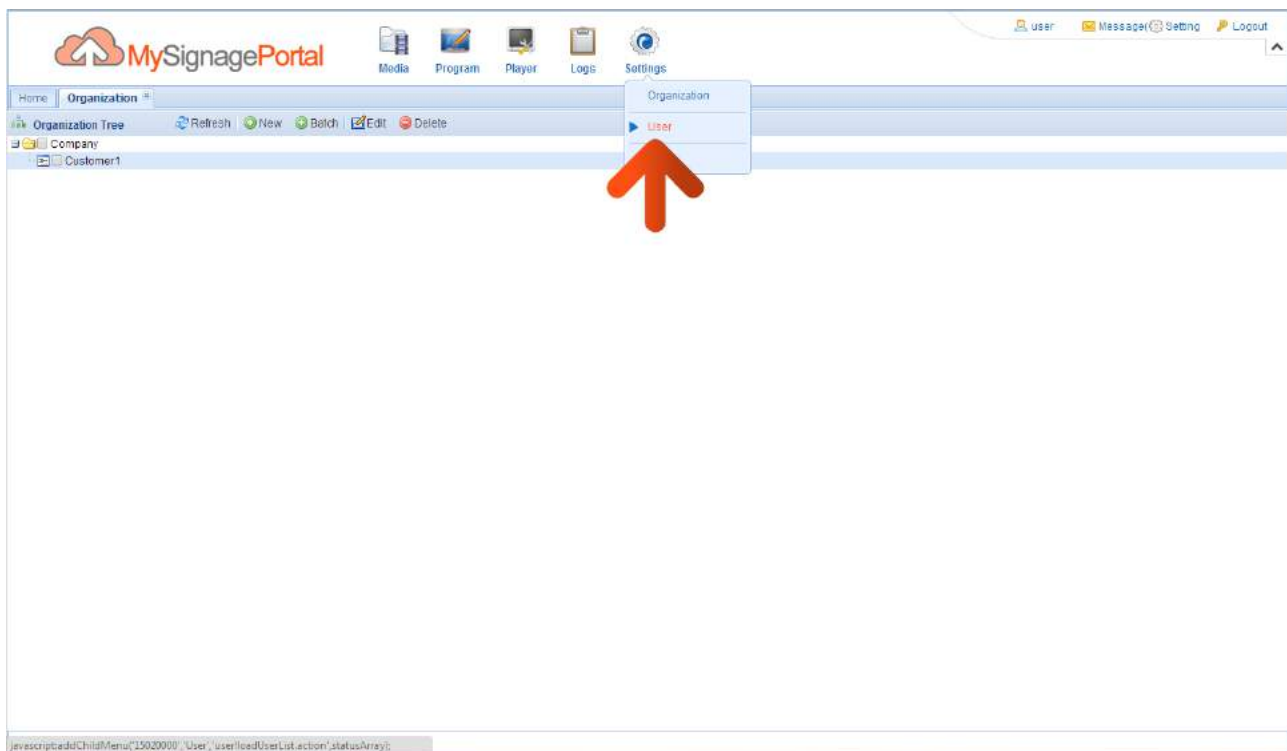 MySignagePortal
Media Program Player Logs Settings
user Message( Setting Logout
Home Organization
Organization
User
Organization Tree Refresh New Batch Edit Delete
Company
Customer1
javascript:addChildMenu('15020000','User','user!loadUserList.action',statusArray);